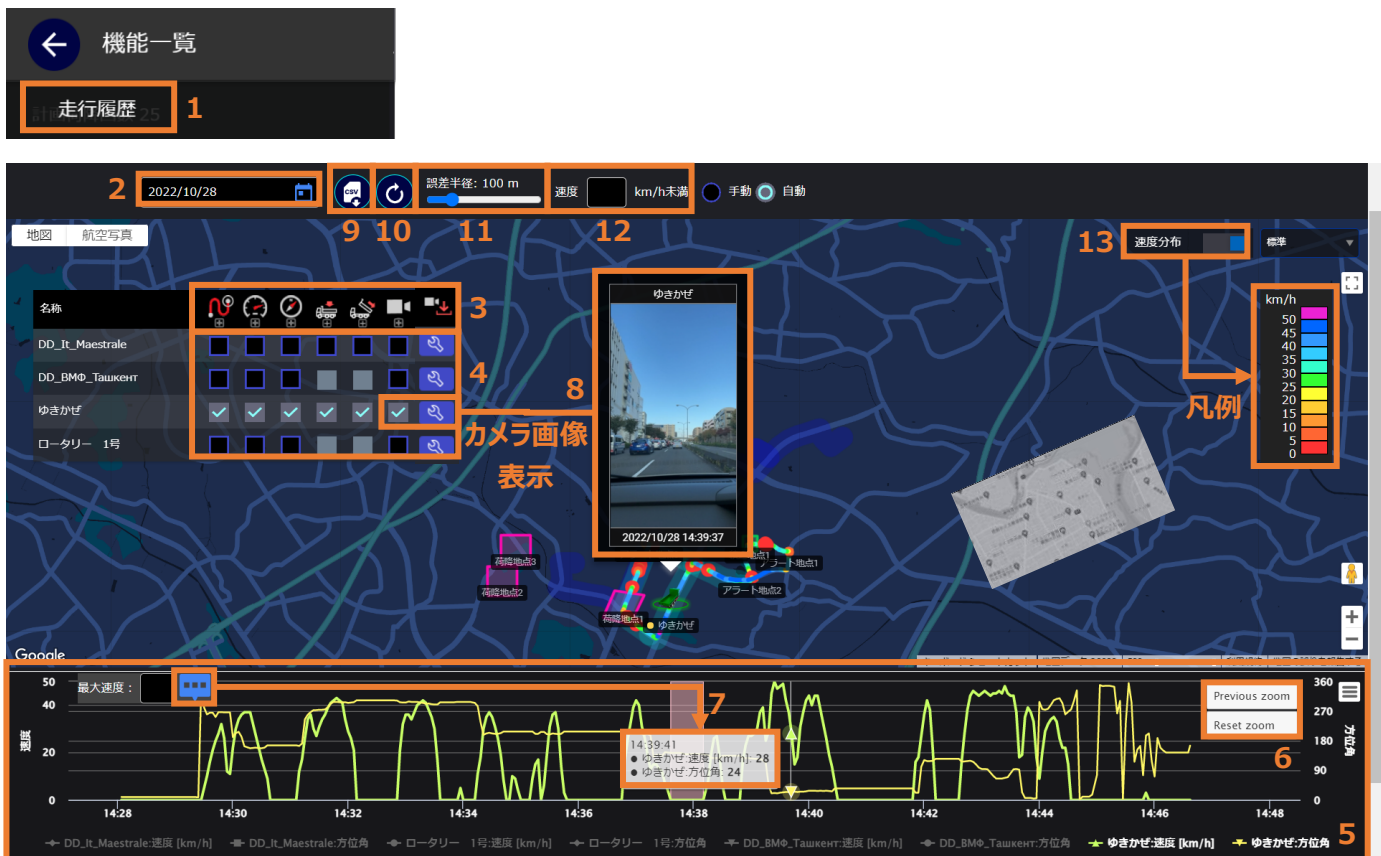 機能一覧
走行履歴
1
2
2022/10/28
CSV
誤差半径: 100 m
速度
km/h未満
手動
自動
9
10
11
12
地図
航空写真
13
速度分布
標準
名称
3
DD_It_Maestrale
DD_ВМФ_Ташкент
4
ゆきかぜ
ロータリー 1号
カメラ画像
表示
8
ゆきかぜ
2022/10/28 14:39:37
km/h
50
45
40
35
30
25
20
15
10
5
0
凡例
荷降地点3
荷降地点2
荷降地点1
ゆきかぜ
アラート地点1
アラート地点2
Google
最大速度：
速度
50
40
20
0
7
14:39:41
● ゆきかぜ:速度 [km/h]: 28
● ゆきかぜ:方位角: 24
Previous zoom
Reset zoom
6
360
270
180
90
0
方位角
14:28
14:30
14:32
14:34
14:36
14:38
14:40
14:42
14:44
14:46
14:48
5
DD_It_Maestrale:速度 [km/h]
DD_It_Maestrale:方位角
ロータリー 1号:速度 [km/h]
ロータリー 1号:方位角
DD_ВМФ_Ташкент:速度 [km/h]
DD_ВМФ_Ташкент:方位角
ゆきかぜ:速度 [km/h]
ゆきかぜ:方位角